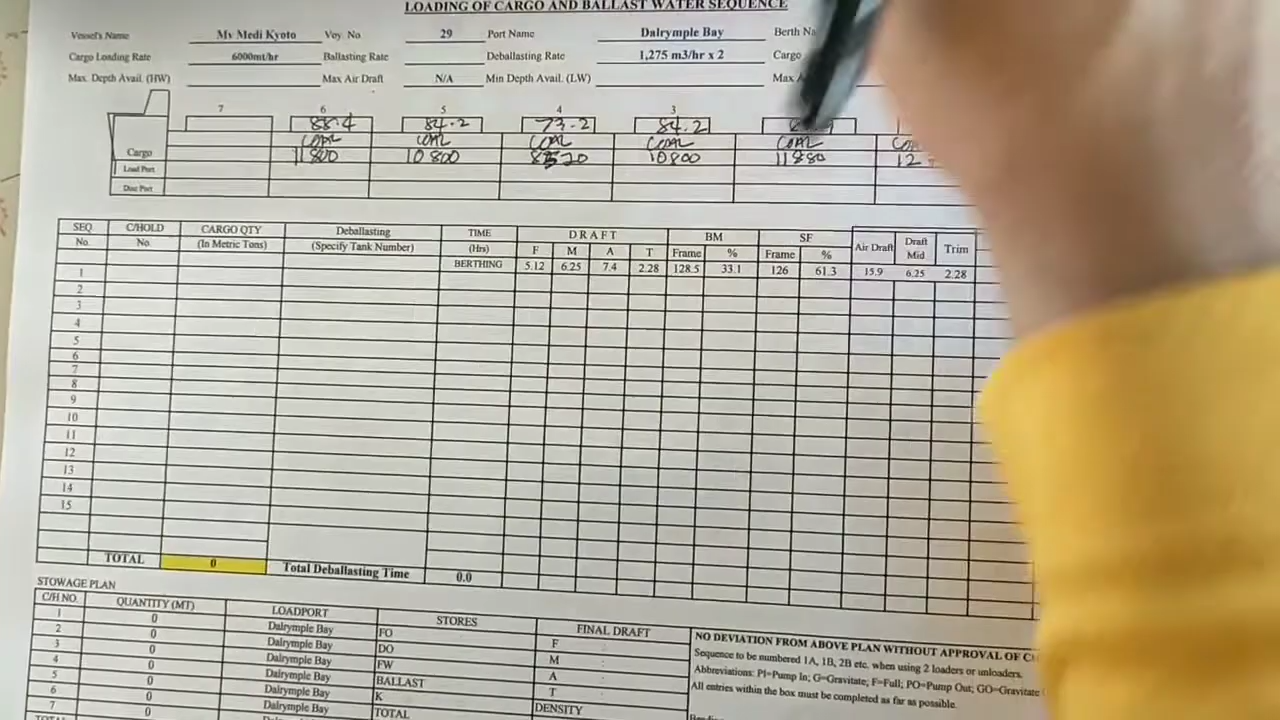 LOADING OF CARGO AND BALLAST WATER SEQUENCE
Vessel's Name Mv Medi Kyoto Voy. No 29 Port Name Dalrymple Bay Berth Na
Cargo Loading Rate 6000mt/hr Ballasting Rate Deballasting Rate 1,275 m3/hr x 2 Cargo
Max. Depth Avail. (HW) Max Air Draft N/A Min Depth Avail. (LW) Max A
7 6 5 4 3
88.4 84.2 73.2 84.2
COAL COAL COAL COAL COAL
Cargo 11800 10800 10800 11880 12
Load Port
Disc Port
SEQ C/HOLD CARGO QTY Deballasting TIME DRAFT BM SF Air Draft Draft Mid Trim
No. No. (In Metric Tons) (Specify Tank Number) (Hrs) F M A T Frame % Frame %
BERTHING 5.12 6.25 7.4 2.28 128.5 33.1 126 61.3 15.9 6.25 2.28
1
2
3
4
5
6
7
8
9
10
11
12
13
14
15
TOTAL 0 Total Deballasting Time 0.0
STOWAGE PLAN
C/H NO. QUANTITY (MT) LOADPORT STORES FINAL DRAFT
1 0 Dalrymple Bay FO F
2 0 Dalrymple Bay DO M
3 0 Dalrymple Bay FW A
4 0 Dalrymple Bay BALLAST T
5 0 Dalrymple Bay K DENSITY
6 0 Dalrymple Bay TOTAL
7 0
NO DEVIATION FROM ABOVE PLAN WITHOUT APPROVAL OF C
Sequence to be numbered 1A, 1B, 2B etc. when using 2 loaders or unloaders.
Abbreviations: PI=Pump In; G=Gravitate; F=Full; PO=Pump Out; GO=Gravitate
All entries within the box must be completed as far as possible.